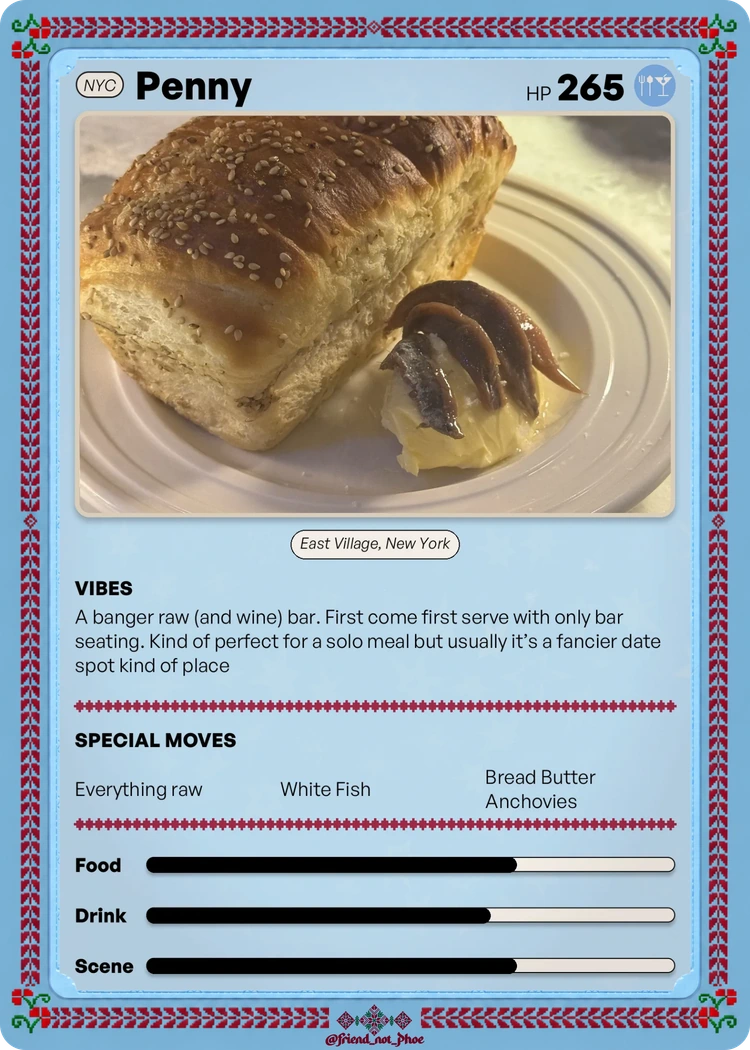 NYC Penny HP 265
East Village, New York
VIBES
A banger raw (and wine) bar. First come first serve with only bar
seating. Kind of perfect for a solo meal but usually it’s a fancier date
spot kind of place
SPECIAL MOVES
Everything raw
White Fish
Bread Butter
Anchovies
Food
Drink
Scene
@friend_not_Phoe